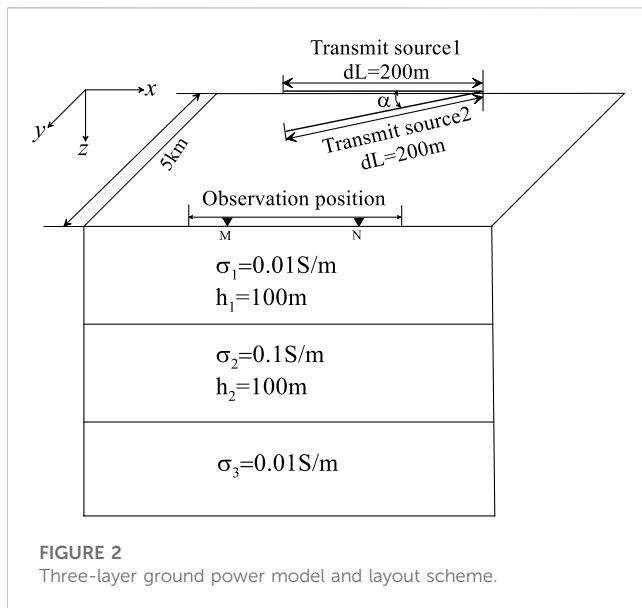 Transmit source1
dL=200m
x
y
z
α
Transmit source2
dL=200m
5km
Observation position
M
N
σ₁=0.01S/m
h₁=100m
σ₂=0.1S/m
h₂=100m
σ₃=0.01S/m
FIGURE 2
Three-layer ground power model and layout scheme.